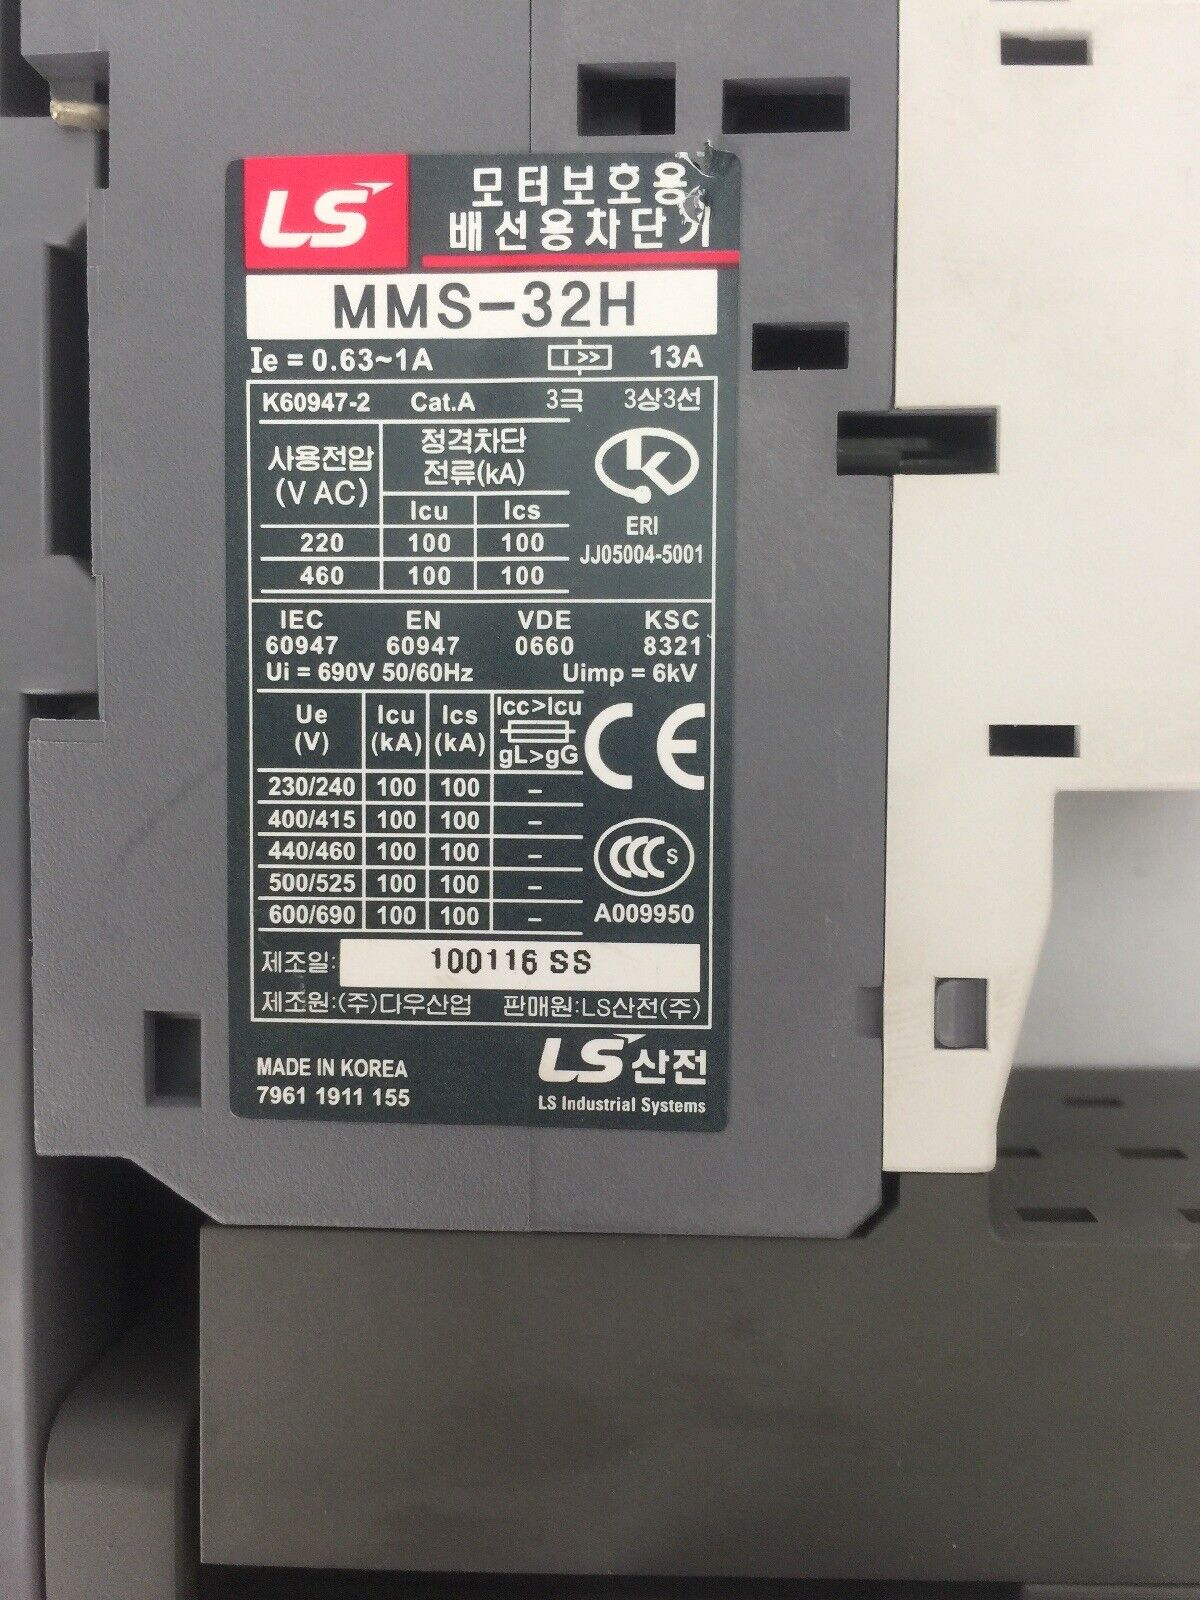 LS
모터보호용
배선용차단기
MMS-32H
Ie = 0.63~1A I >> 13A
K60947-2 Cat.A 3극 3상3선
사용전압
(V AC)
정격차단
전류(kA)
Icu Ics
220 100 100
460 100 100
ERI
JJ05004-5001
IEC EN VDE KSC
60947 60947 0660 8321
Ui = 690V 50/60Hz Uimp = 6kV
Ue
(V)
Icu
(kA)
Ics
(kA)
Icc>Icu
gL>gG
CE
230/240 100 100 –
400/415 100 100 –
440/460 100 100 –
500/525 100 100 –
600/690 100 100 –
CCC S
A009950
제조일: 100116 SS
제조원:(주)다우산업 판매원:LS산전(주)
MADE IN KOREA
7961 1911 155
LS산전
LS Industrial Systems